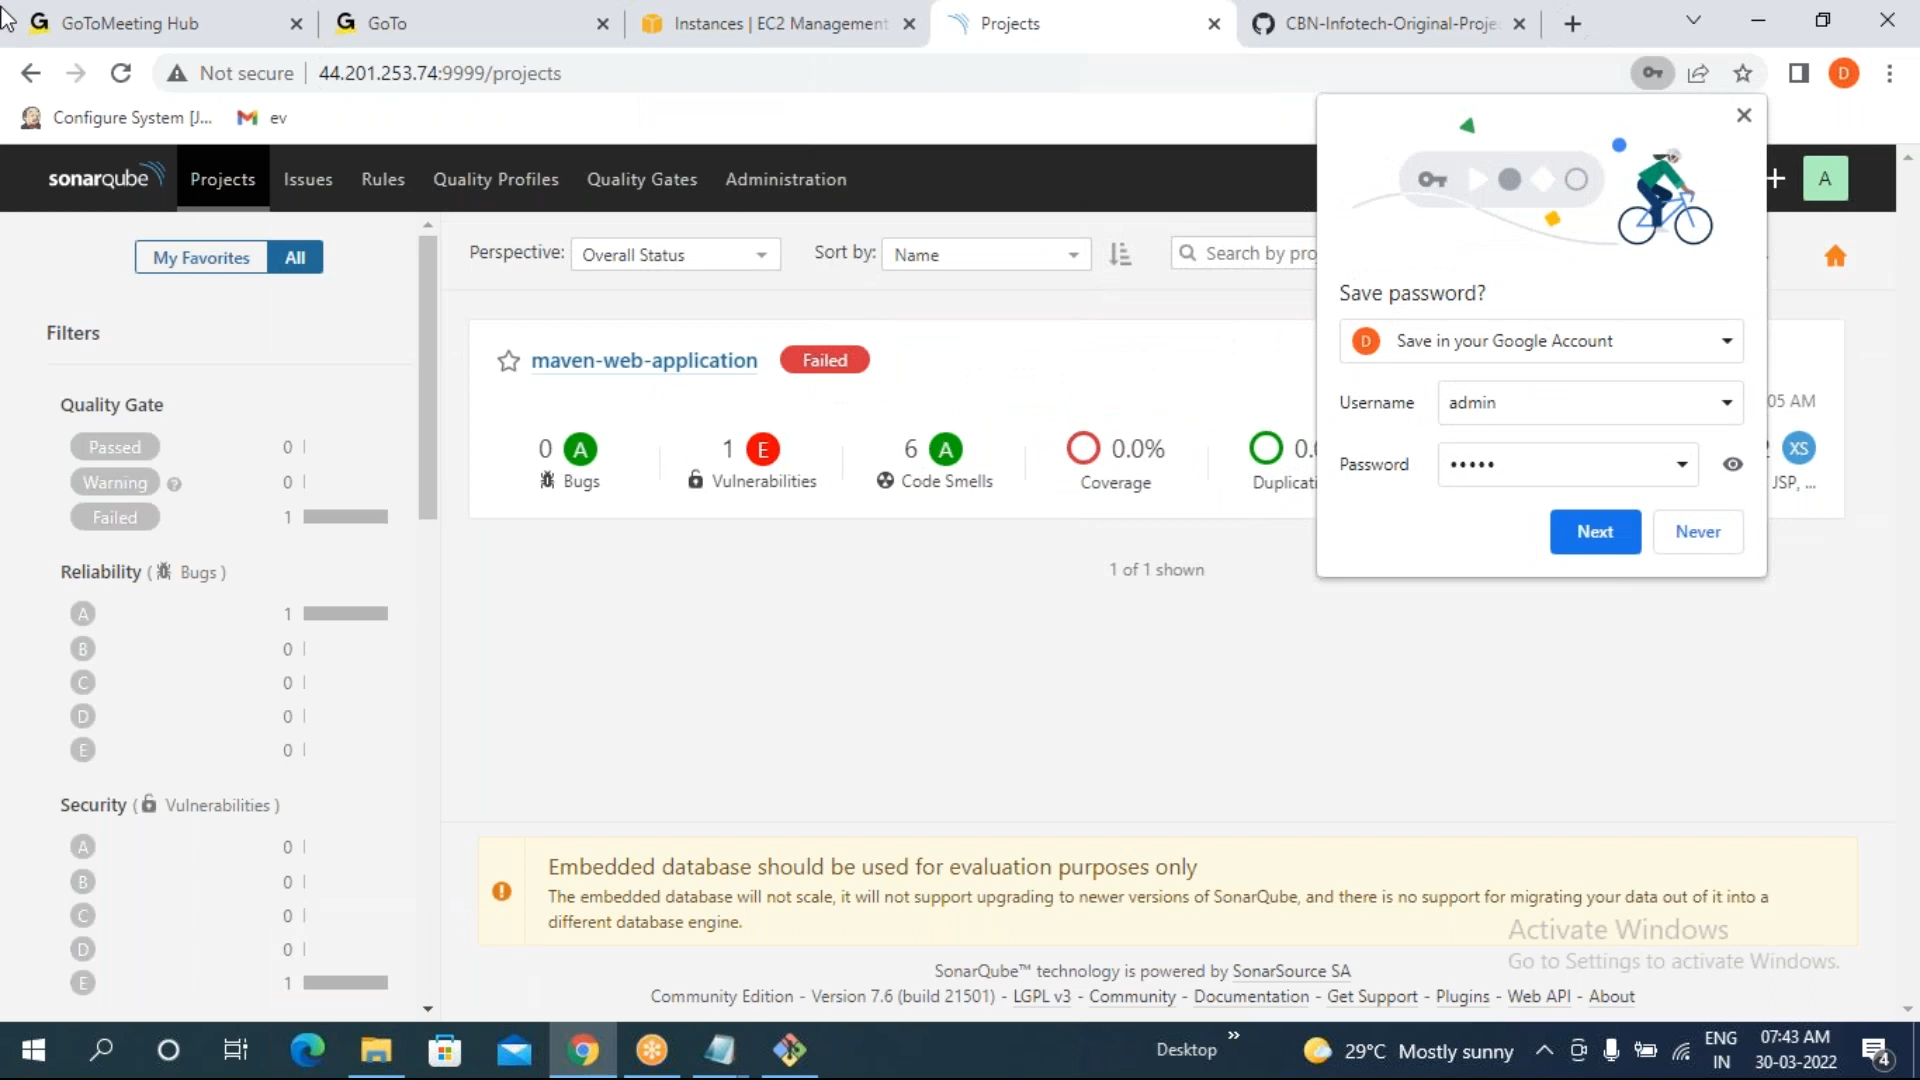 GoToMeeting Hub
GoTo
Instances | EC2 Management
Projects
CBN-Infotech-Original-Proje
Not secure
44.201.253.74:9999/projects
D
Configure System [J...
ev
sonarqube
Projects
Issues
Rules
Quality Profiles
Quality Gates
Administration
A
My Favorites
All
Perspective:
Overall Status
Sort by:
Name
Search by pro
Filters
Quality Gate
Passed 0
Warning 0
Failed 1
Reliability ( Bugs )
A 1
B 0
C 0
D 0
E 0
Security ( Vulnerabilities )
A 0
B 0
C 0
D 0
E 1
maven-web-application
Failed
05 AM
0 A
Bugs
1 E
Vulnerabilities
6 A
Code Smells
0.0%
Coverage
0.
Duplicati
XS
JSP, ...
1 of 1 shown
Save password?
D Save in your Google Account
Username admin
Password •••••
Next
Never
Embedded database should be used for evaluation purposes only
The embedded database will not scale, it will not support upgrading to newer versions of SonarQube, and there is no support for migrating your data out of it into a
different database engine.
Activate Windows
Go to Settings to activate Windows.
SonarQube™ technology is powered by SonarSource SA
Community Edition - Version 7.6 (build 21501) - LGPL v3 - Community - Documentation - Get Support - Plugins - Web API - About
Desktop
29°C Mostly sunny
ENG
IN
07:43 AM
30-03-2022
4